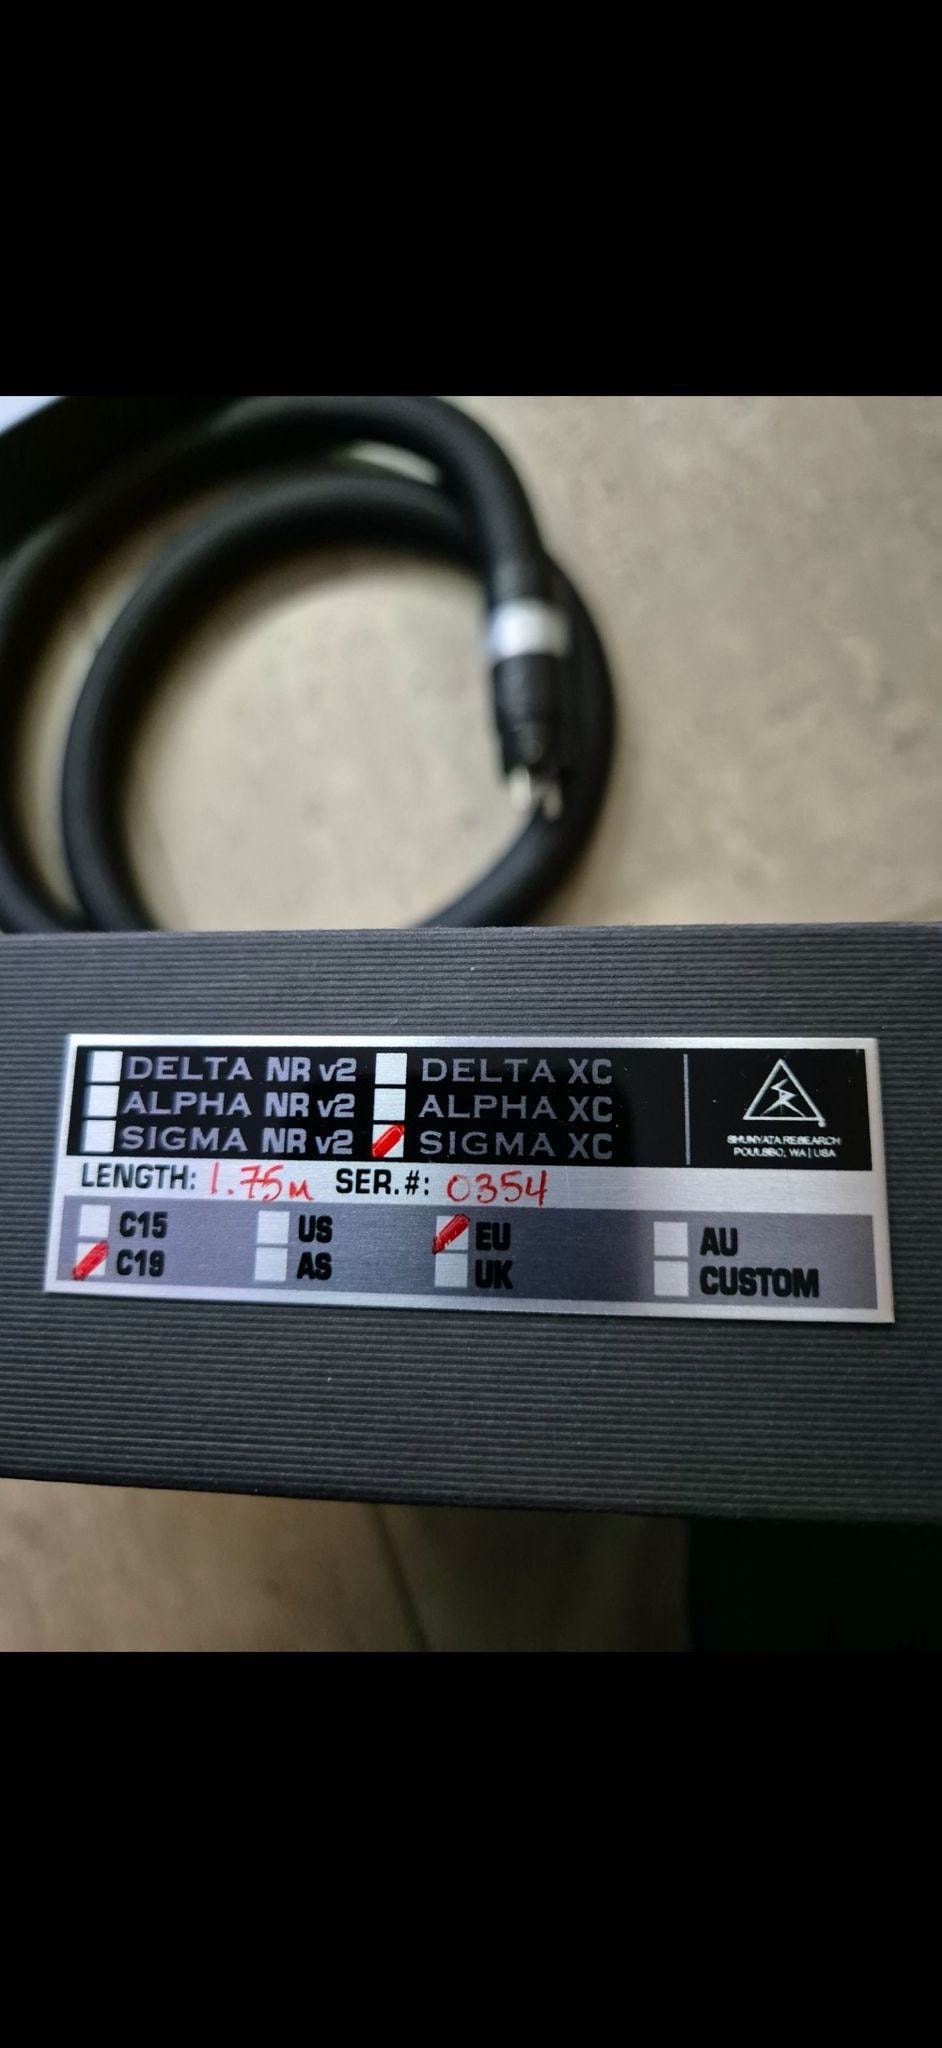 DELTA NR v2 DELTA XC
ALPHA NR v2 ALPHA XC
SIGMA NR v2 SIGMA XC
SHUNYATA RESEARCH
POULSBO, WA | USA
LENGTH: 1.75m SER.#: 0354
C15 US EU AU
C19 AS UK CUSTOM